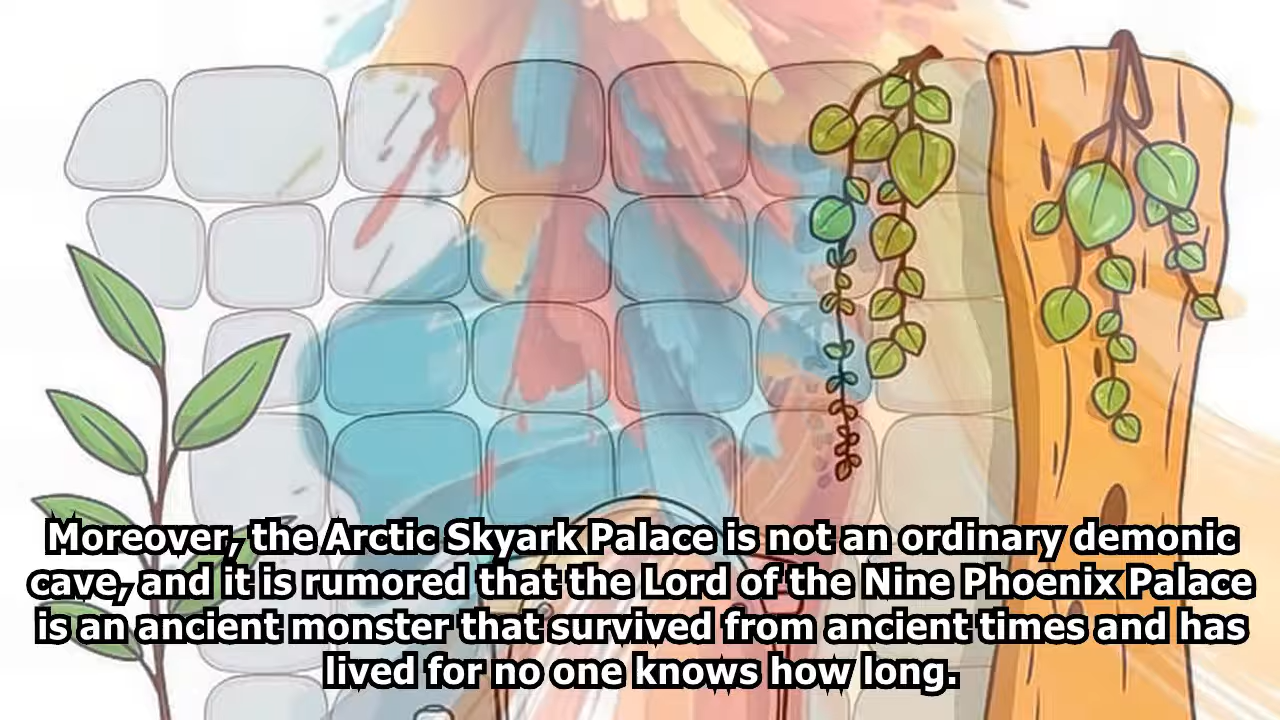 Moreover, the Arctic Skyark Palace is not an ordinary demonic
cave, and it is rumored that the Lord of the Nine Phoenix Palace
is an ancient monster that survived from ancient times and has
lived for no one knows how long.